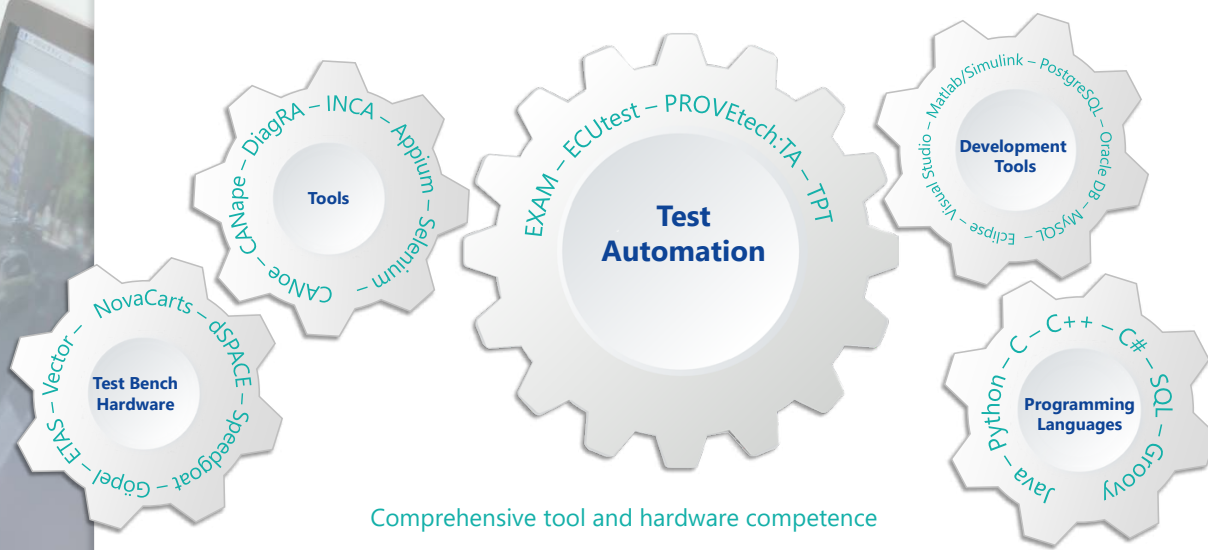 CANoe – CANape – DiagRA – INCA – Appium – Selenium –
Tools
EXAM – ECUtest – PROVEtech:TA – TPT
Test
Automation
Eclipse – Visual Studio – Matlab/Simulink – PostgreSQL – Oracle DB – MySQL –
Development
Tools
NovaCarts – dSPACE – Speedgoat – Göpel – ETAS – Vector –
Test Bench
Hardware
Java – Python – C – C++ – C# – SQL – Groovy
Programming
Languages
Comprehensive tool and hardware competence